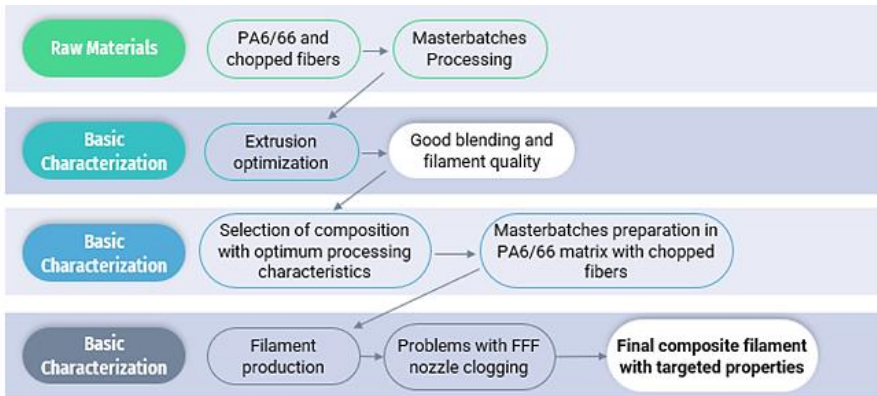 Raw Materials
PA6/66 and
chopped fibers
Masterbatches
Processing
Basic
Characterization
Extrusion
optimization
Good blending and
filament quality
Basic
Characterization
Selection of composition
with optimum processing
characteristics
Masterbatches preparation in
PA6/66 matrix with chopped
fibers
Basic
Characterization
Filament
production
Problems with FFF
nozzle clogging
Final composite filament
with targeted properties